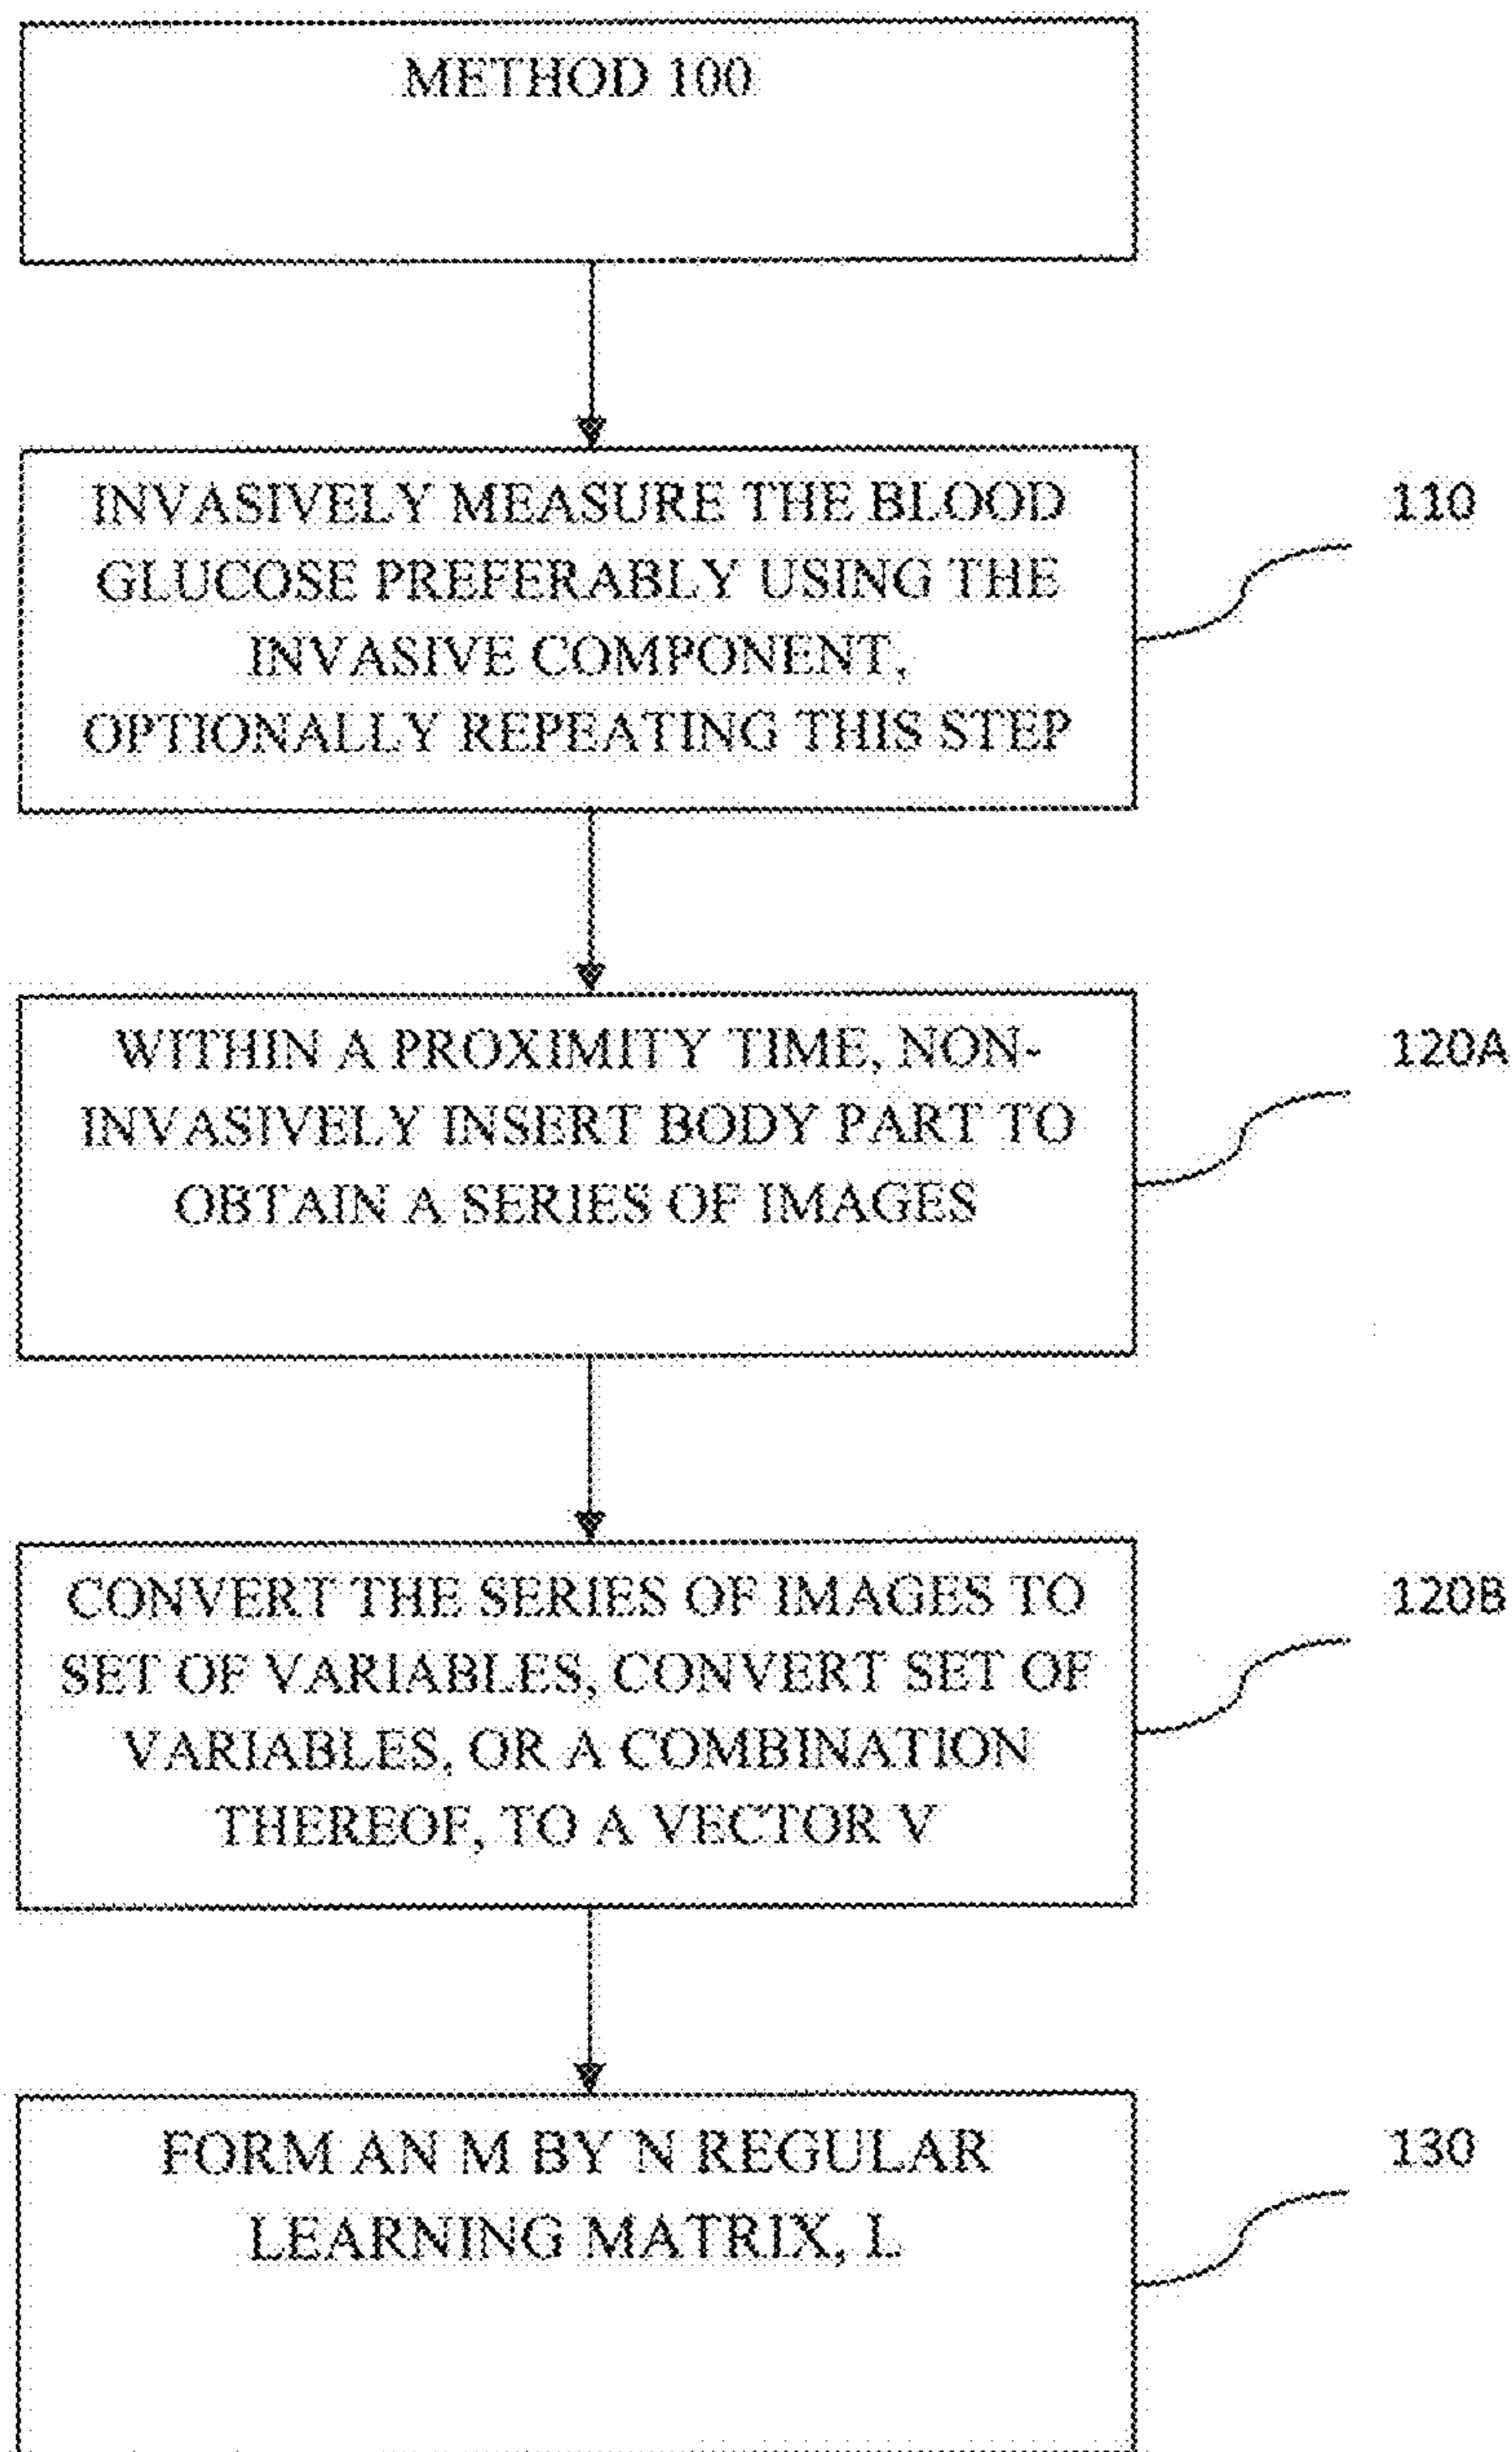 METHOD 100
INVASIVELY MEASURE THE BLOOD
GLUCOSE PREFERABLY USING THE
INVASIVE COMPONENT,
OPTIONALLY REPEATING THIS STEP
110
WITHIN A PROXIMITY TIME, NON-
INVASIVELY INSERT BODY PART TO
OBTAIN A SERIES OF IMAGES
120A
CONVERT THE SERIES OF IMAGES TO
SET OF VARIABLES, CONVERT SET OF
VARIABLES, OR A COMBINATION
THEREOF, TO A VECTOR V
120B
FORM AN M BY N REGULAR
LEARNING MATRIX, L
130